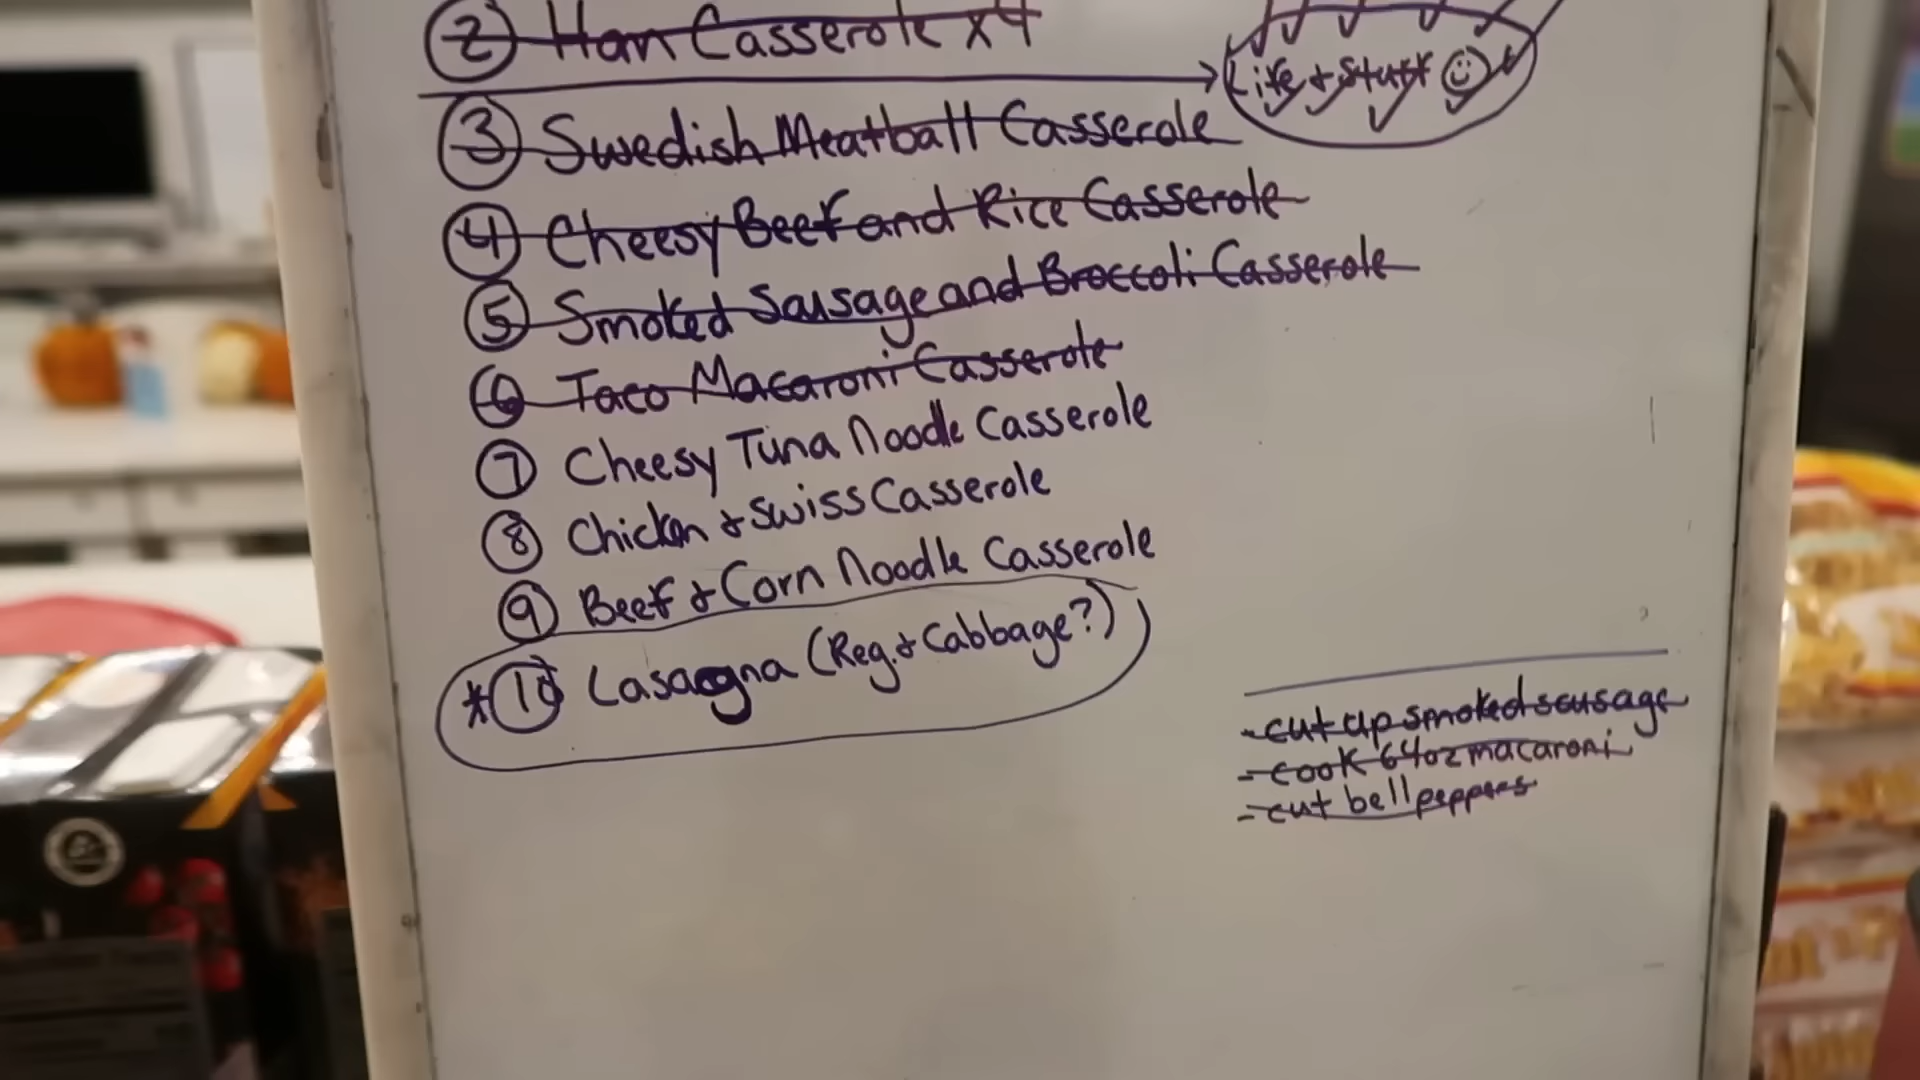 ② Ham Casserole x4
Life & Stuff ☺
③ Swedish Meatball Casserole
④ Cheesy Beef and Rice Casserole
⑤ Smoked Sausage and Broccoli Casserole
⑥ Taco Macaroni Casserole
⑦ Cheesy Tuna Noodle Casserole
⑧ Chicken & Swiss Casserole
⑨ Beef & Corn Noodle Casserole
*⑩ Lasagna (Reg. & Cabbage?)
- cut up smoked sausage
- cook 64oz macaroni
- cut bell peppers